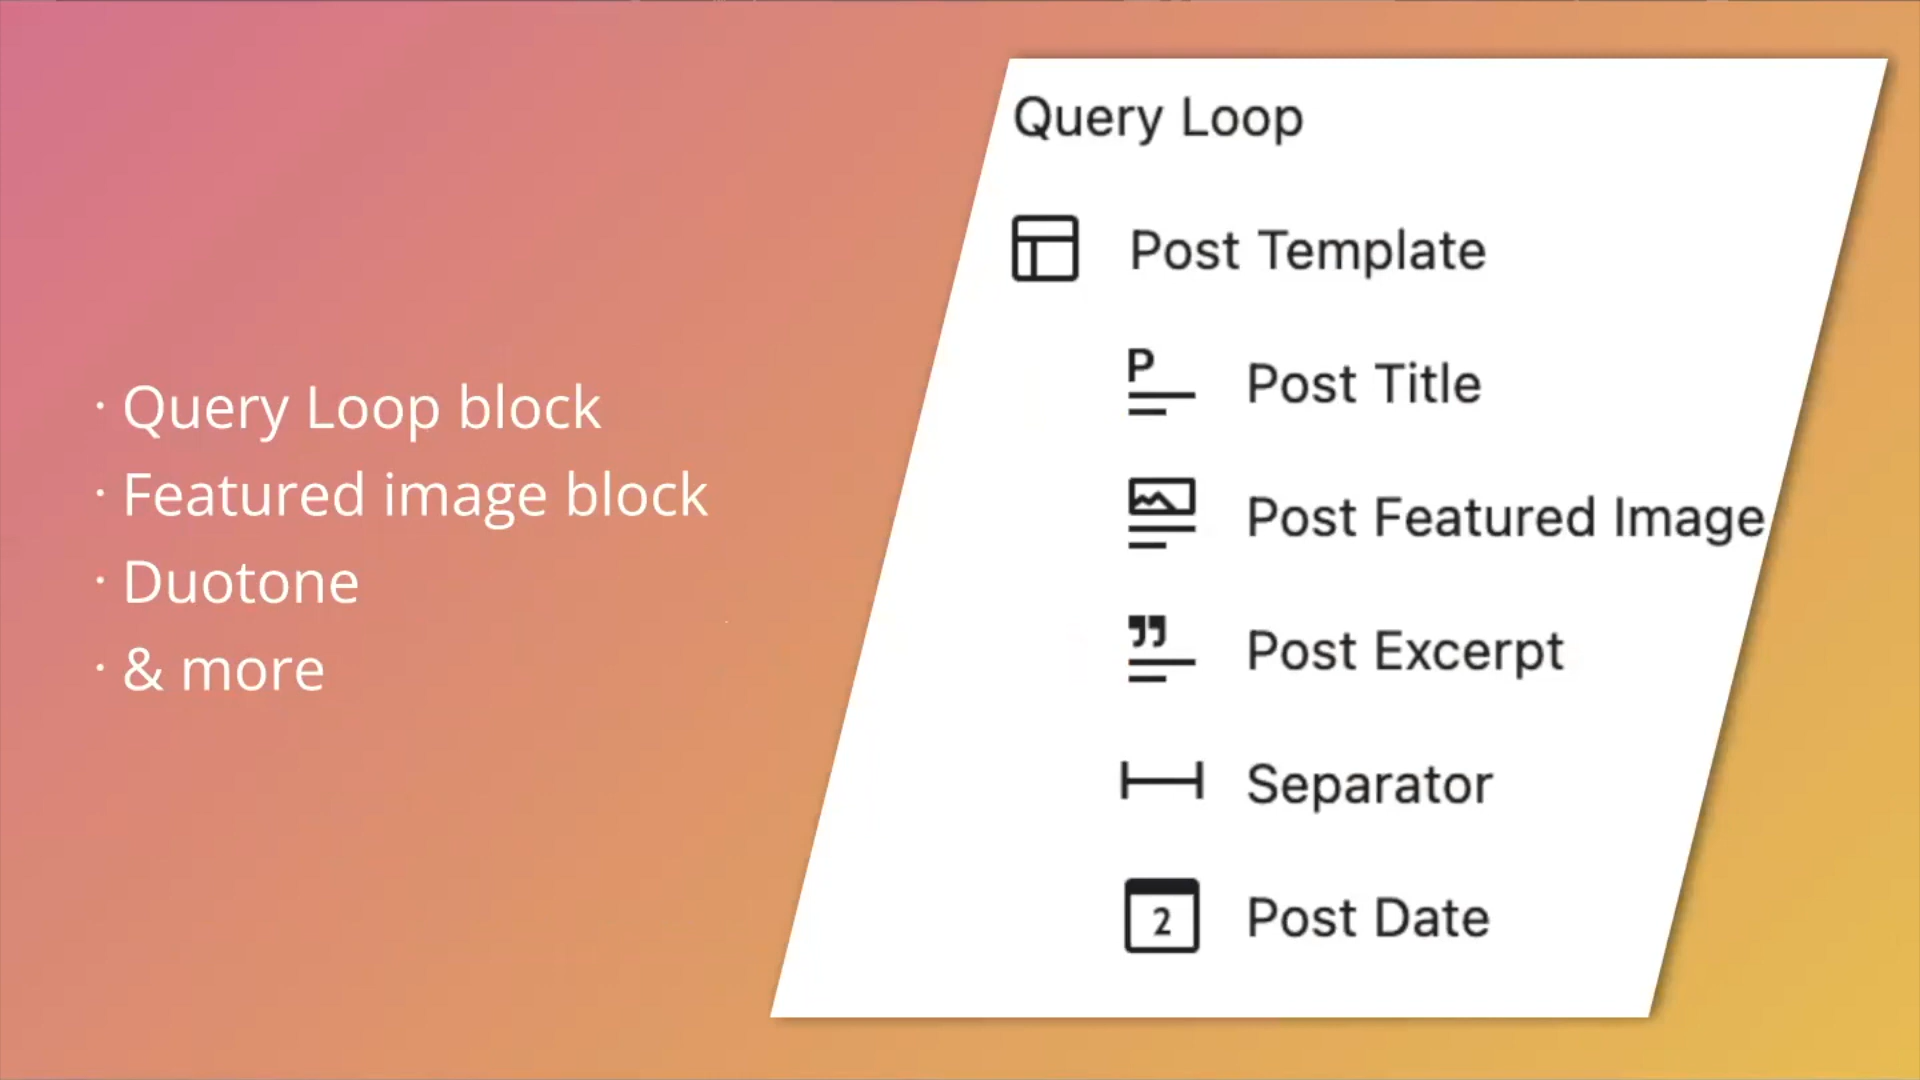 · Query Loop block
· Featured image block
· Duotone
· & more
Query Loop
Post Template
P
Post Title
Post Featured Image
Post Excerpt
Separator
2
Post Date